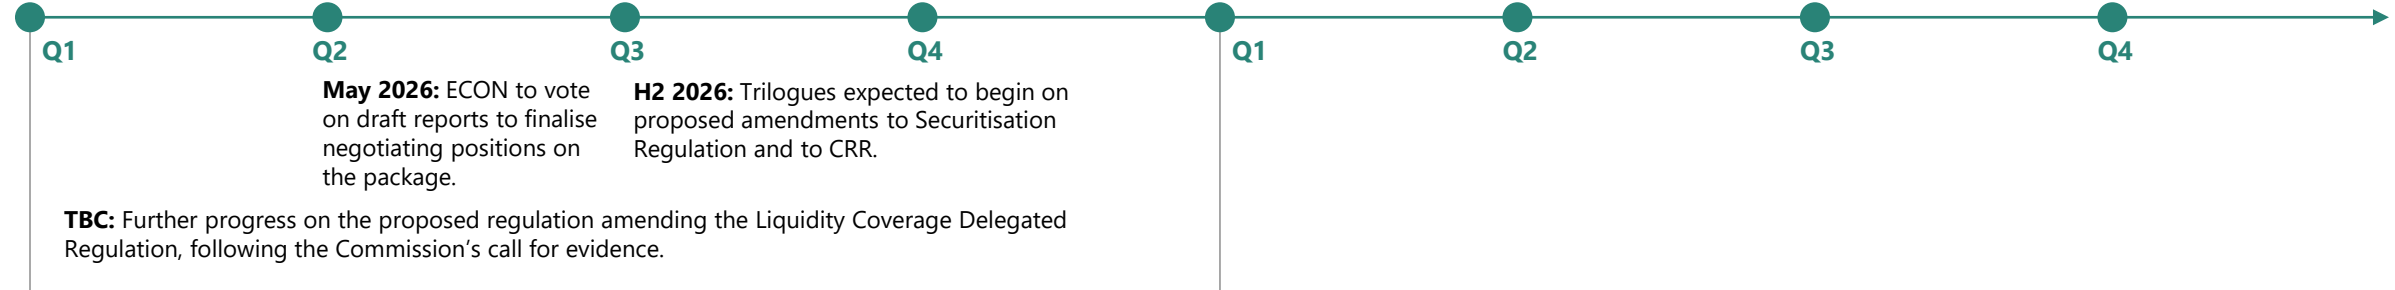 Q1
Q2
Q3
Q4
Q1
Q2
Q3
Q4
May 2026: ECON to vote
on draft reports to finalise
negotiating positions on
the package.
H2 2026: Trilogues expected to begin on
proposed amendments to Securitisation
Regulation and to CRR.
TBC: Further progress on the proposed regulation amending the Liquidity Coverage Delegated
Regulation, following the Commission’s call for evidence.